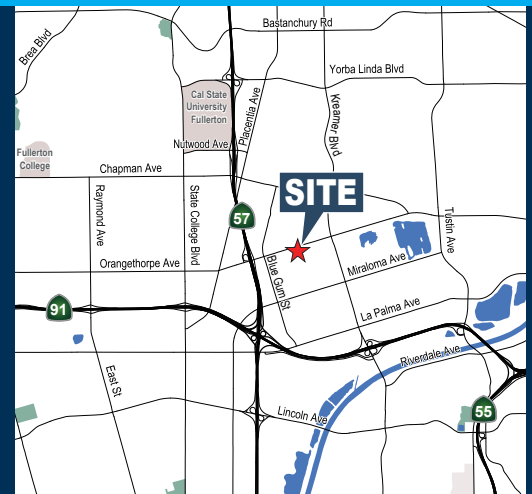 Bastanchury Rd
Brea Blvd
Yorba Linda Blvd
Cal State
University
Fullerton
Placentia Ave
Kreamer Blvd
Nutwood Ave
Fullerton
College
Chapman Ave
SITE
Raymond Ave
State College Blvd
57
Tustin Ave
Orangethorpe Ave
Blue Gum St
Miraloma Ave
91
La Palma Ave
Riverdale Ave
East St
Lincoln Ave
55